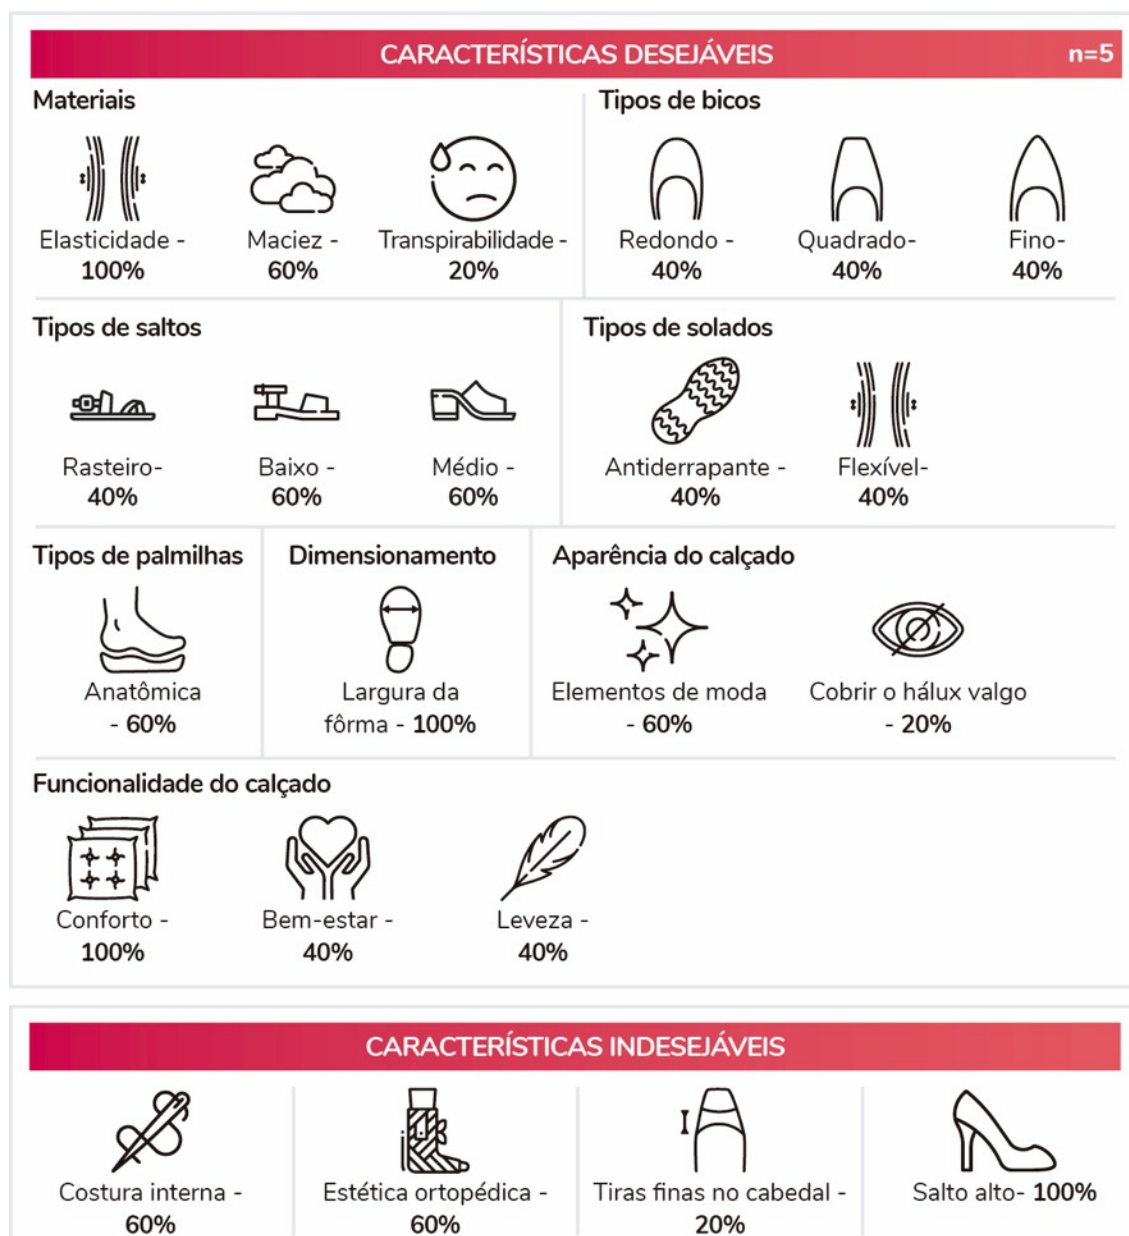 CARACTERÍSTICAS DESEJÁVEIS n=5
Materiais
Elasticidade -
100%
Maciez -
60%
Transpirabilidade -
20%
Tipos de bicos
Redondo -
40%
Quadrado-
40%
Fino-
40%
Tipos de saltos
Rasteiro-
40%
Baixo -
60%
Médio -
60%
Tipos de solados
Antiderrapante -
40%
Flexível-
40%
Tipos de palmilhas
Anatômica
- 60%
Dimensionamento
Largura da
fôrma - 100%
Aparência do calçado
Elementos de moda
- 60%
Cobrir o hálux valgo
- 20%
Funcionalidade do calçado
Conforto -
100%
Bem-estar -
40%
Leveza -
40%
CARACTERÍSTICAS INDESEJÁVEIS
Costura interna -
60%
Estética ortopédica -
60%
Tiras finas no cabedal -
20%
Salto alto- 100%